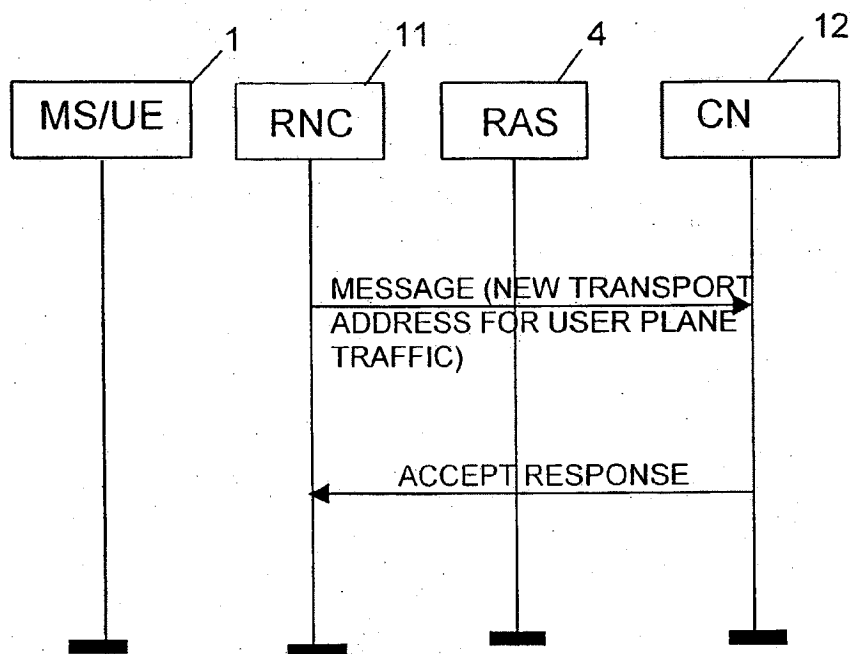 1
11
4
12
MS/UE
RNC
RAS
CN
MESSAGE (NEW TRANSPORT
ADDRESS FOR USER PLANE
TRAFFIC)
ACCEPT RESPONSE